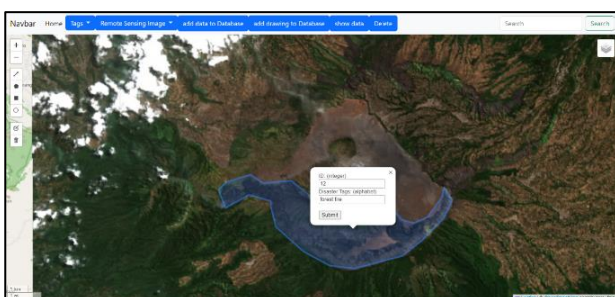 Navbar Home Tags Remote Sensing Image add data to Database add drawing to Database show data Delete Search Search
+
−
ID: (integer)
12
Disaster Tags: (alphabet)
forest fire
Submit